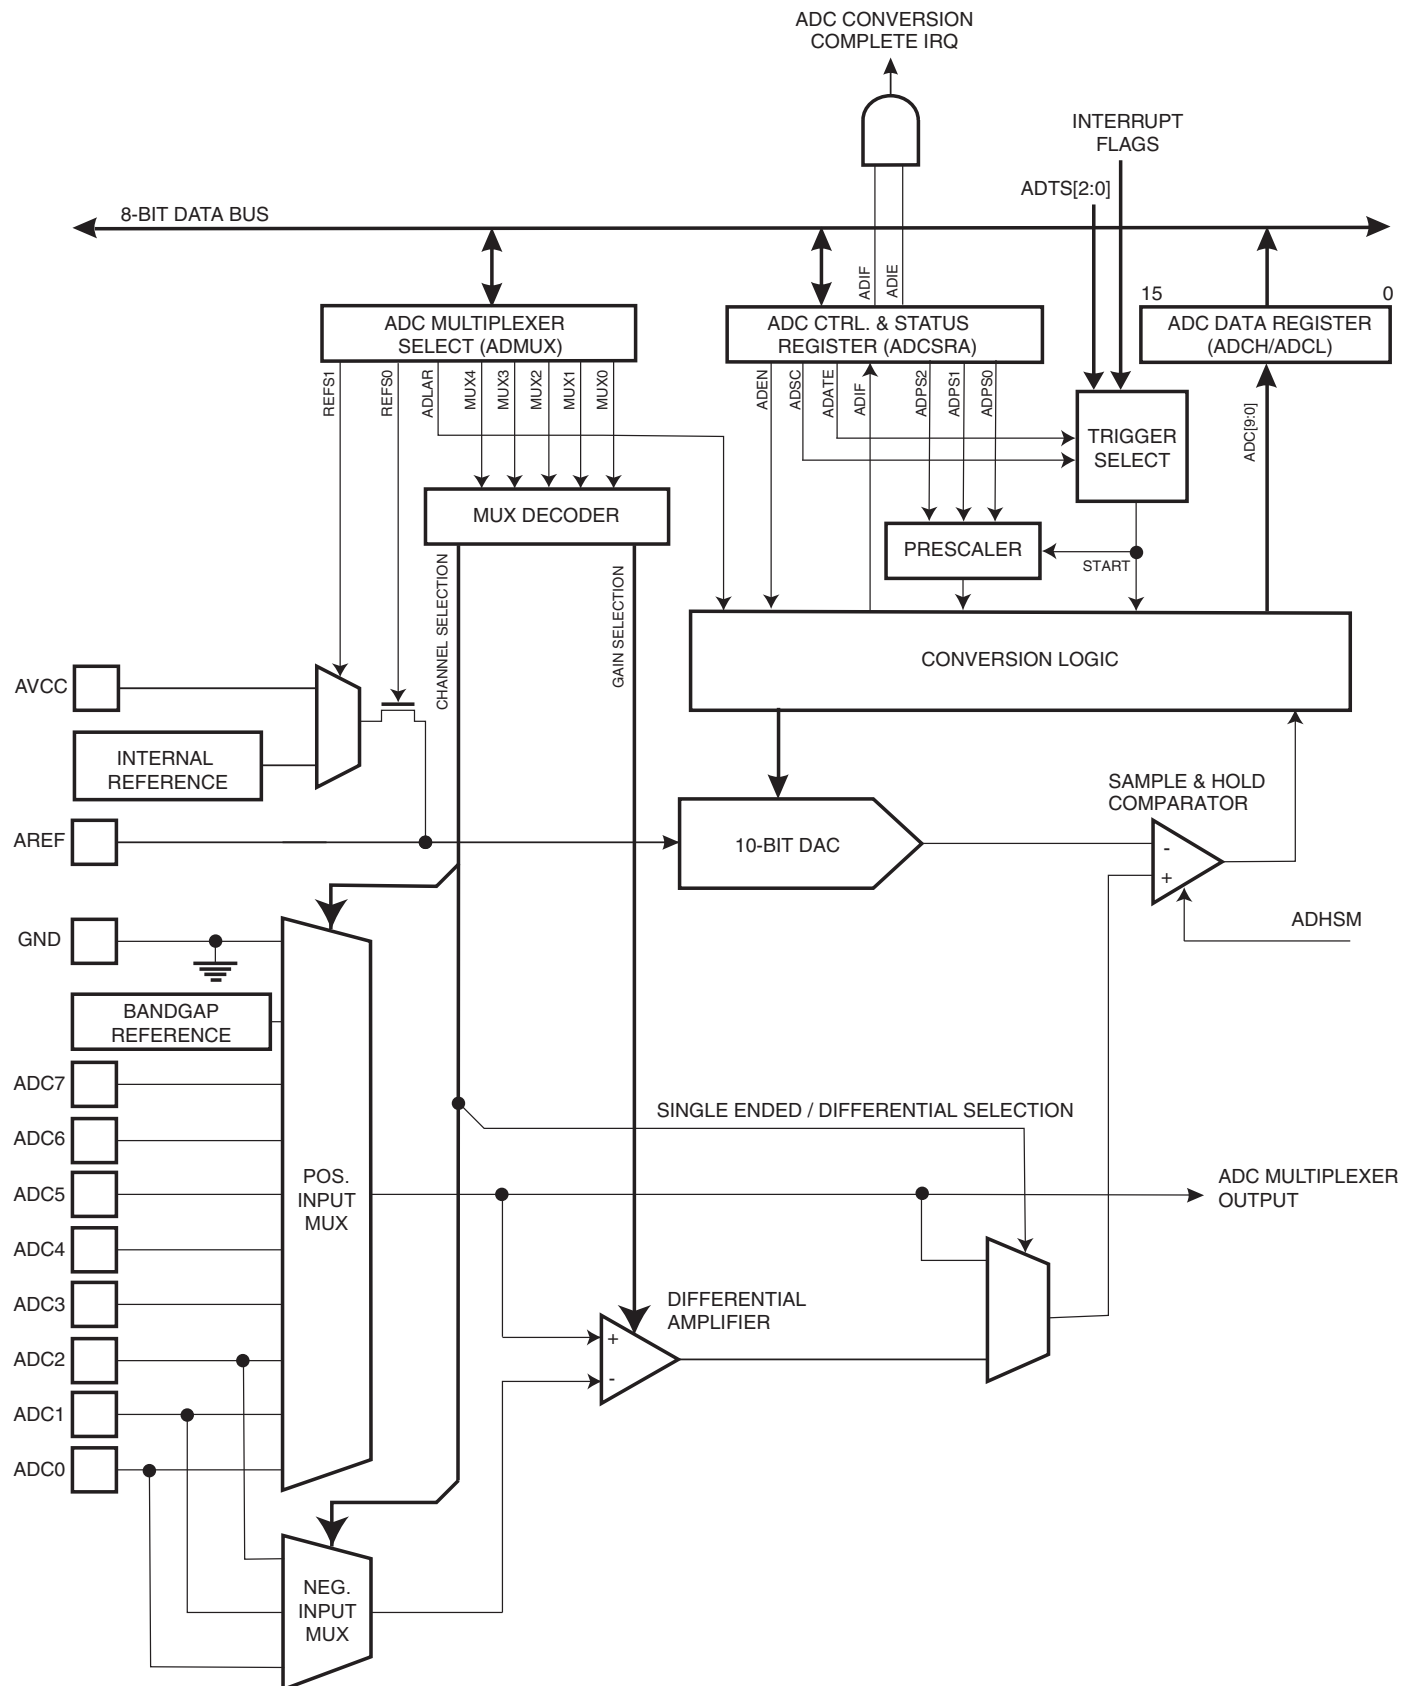 ADC CONVERSION
COMPLETE IRQ
INTERRUPT
FLAGS
ADTS[2:0]
8-BIT DATA BUS
ADIF
ADIE
15
0
ADC MULTIPLEXER
SELECT (ADMUX)
ADC CTRL. & STATUS
REGISTER (ADCSRA)
ADC DATA REGISTER
(ADCH/ADCL)
REFS1
REFS0
ADLAR
MUX4
MUX3
MUX2
MUX1
MUX0
ADEN
ADSC
ADATE
ADIF
ADPS2
ADPS1
ADPS0
ADC[9:0]
TRIGGER
SELECT
MUX DECODER
PRESCALER
START
CHANNEL SELECTION
GAIN SELECTION
CONVERSION LOGIC
AVCC
INTERNAL
REFERENCE
SAMPLE & HOLD
COMPARATOR
AREF
10-BIT DAC
-
+
ADHSM
GND
BANDGAP
REFERENCE
ADC7
SINGLE ENDED / DIFFERENTIAL SELECTION
ADC6
ADC5
POS.
INPUT
MUX
ADC MULTIPLEXER
OUTPUT
ADC4
ADC3
DIFFERENTIAL
AMPLIFIER
+
-
ADC2
ADC1
ADC0
NEG.
INPUT
MUX